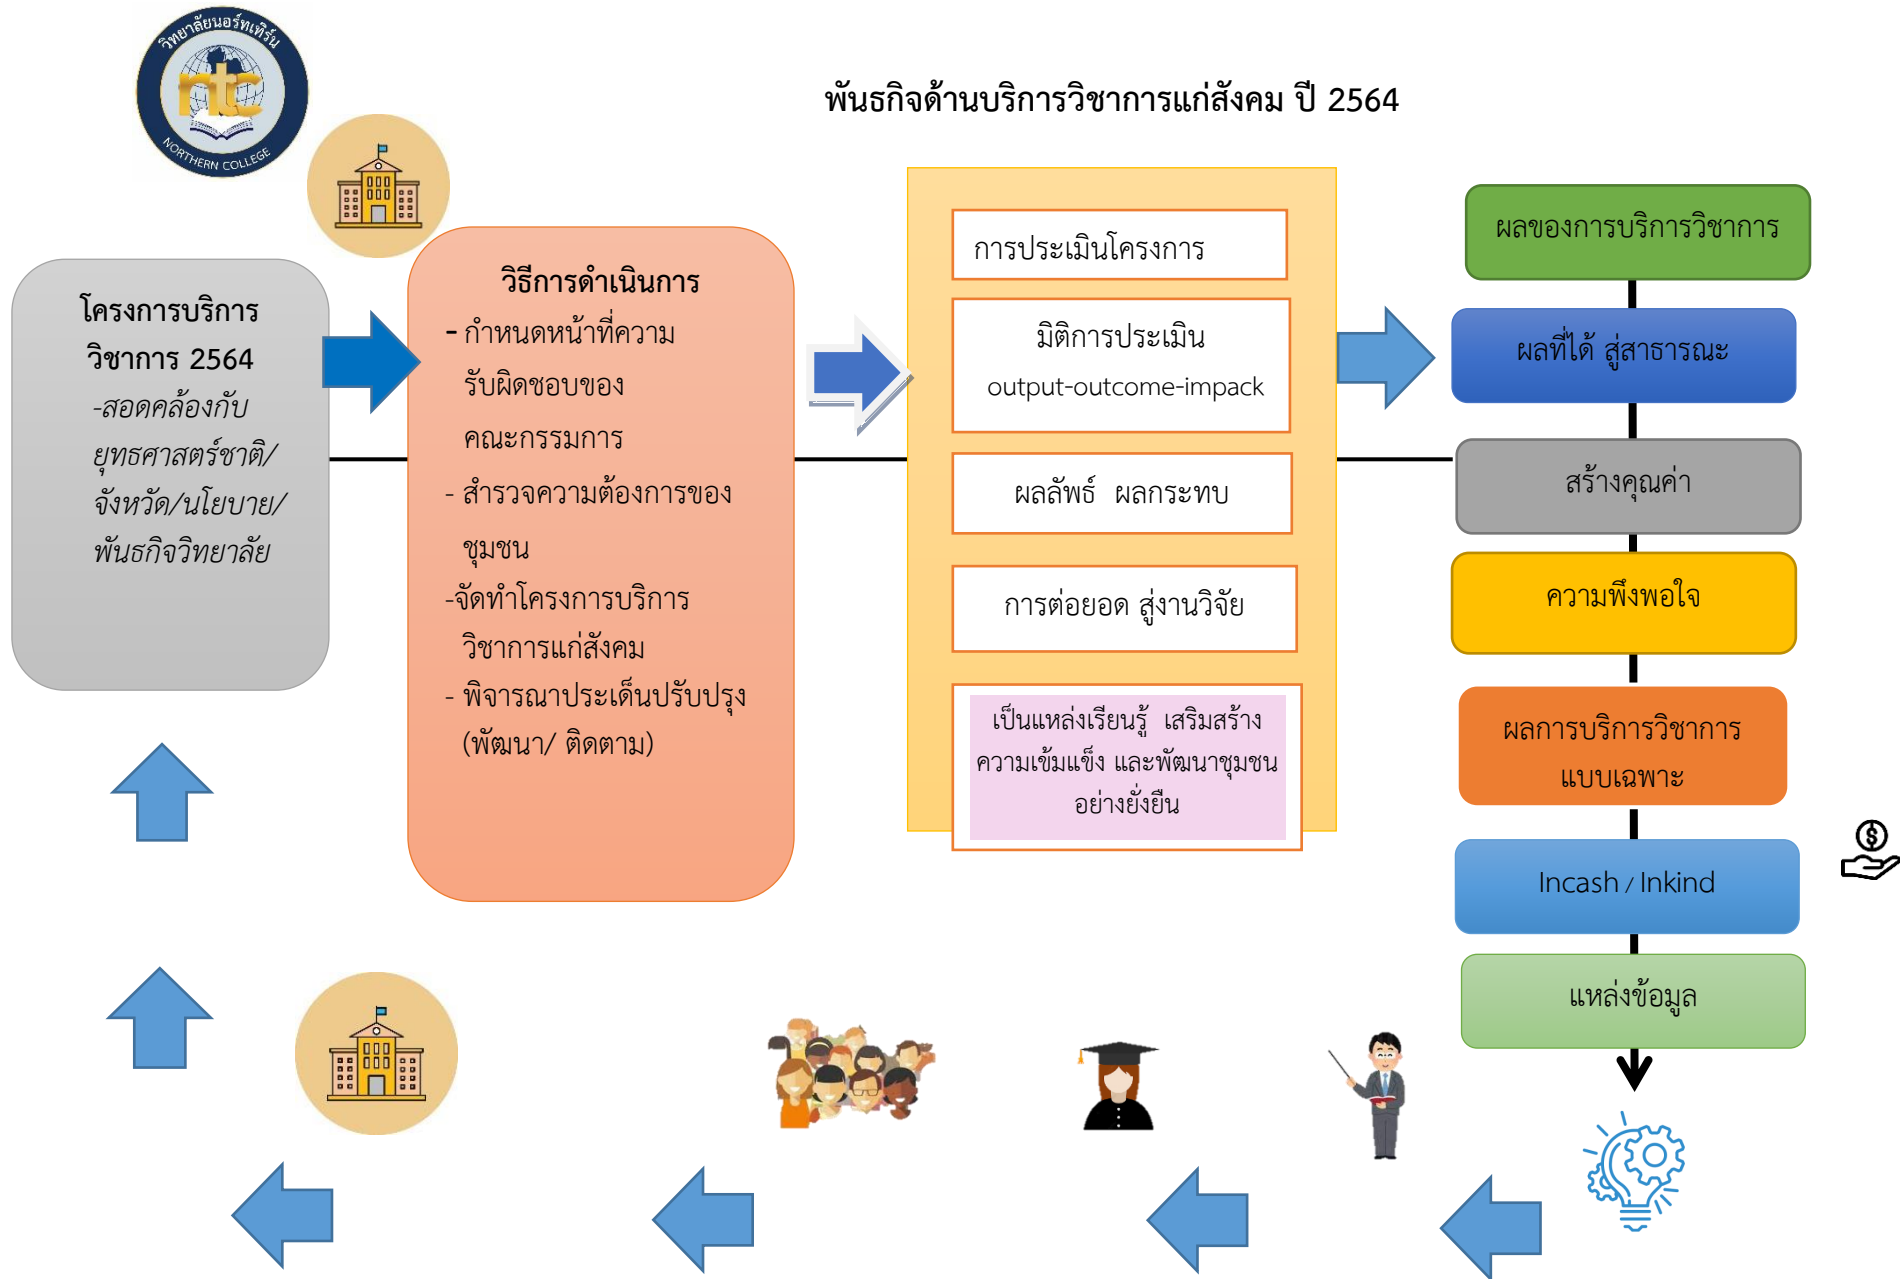 วิทยาลัยนอร์ทเทิร์น
ntc
NORTHERN COLLEGE
พันธกิจด้านบริการวิชาการแก่สังคม ปี 2564
โครงการบริการ
วิชาการ 2564
-สอดคล้องกับ
ยุทธศาสตร์ชาติ/
จังหวัด/นโยบาย/
พันธกิจวิทยาลัย
วิธีการดำเนินการ
- กำหนดหน้าที่ความ
รับผิดชอบของ
คณะกรรมการ
- สำรวจความต้องการของ
ชุมชน
-จัดทำโครงการบริการ
วิชาการแก่สังคม
- พิจารณาประเด็นปรับปรุง
(พัฒนา/ ติดตาม)
การประเมินโครงการ
มิติการประเมิน
output-outcome-impack
ผลลัพธ์ ผลกระทบ
การต่อยอด สู่งานวิจัย
เป็นแหล่งเรียนรู้ เสริมสร้าง
ความเข้มแข็ง และพัฒนาชุมชน
อย่างยั่งยืน
ผลของการบริการวิชาการ
ผลที่ได้ สู่สาธารณะ
สร้างคุณค่า
ความพึงพอใจ
ผลการบริการวิชาการ
แบบเฉพาะ
Incash / Inkind
แหล่งข้อมูล